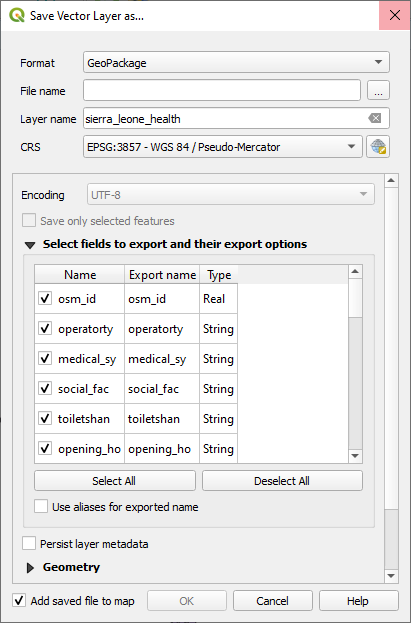 Save Vector Layer as...
Format GeoPackage
File name ...
Layer name sierra_leone_health
CRS EPSG:3857 - WGS 84 / Pseudo-Mercator
Encoding UTF-8
Save only selected features
Select fields to export and their export options
Name Export name Type
osm_id osm_id Real
operatorty operatorty String
medical_sy medical_sy String
social_fac social_fac String
toiletshan toiletshan String
opening_ho opening_ho String
Select All Deselect All
Use aliases for exported name
Persist layer metadata
Geometry
Add saved file to map OK Cancel Help